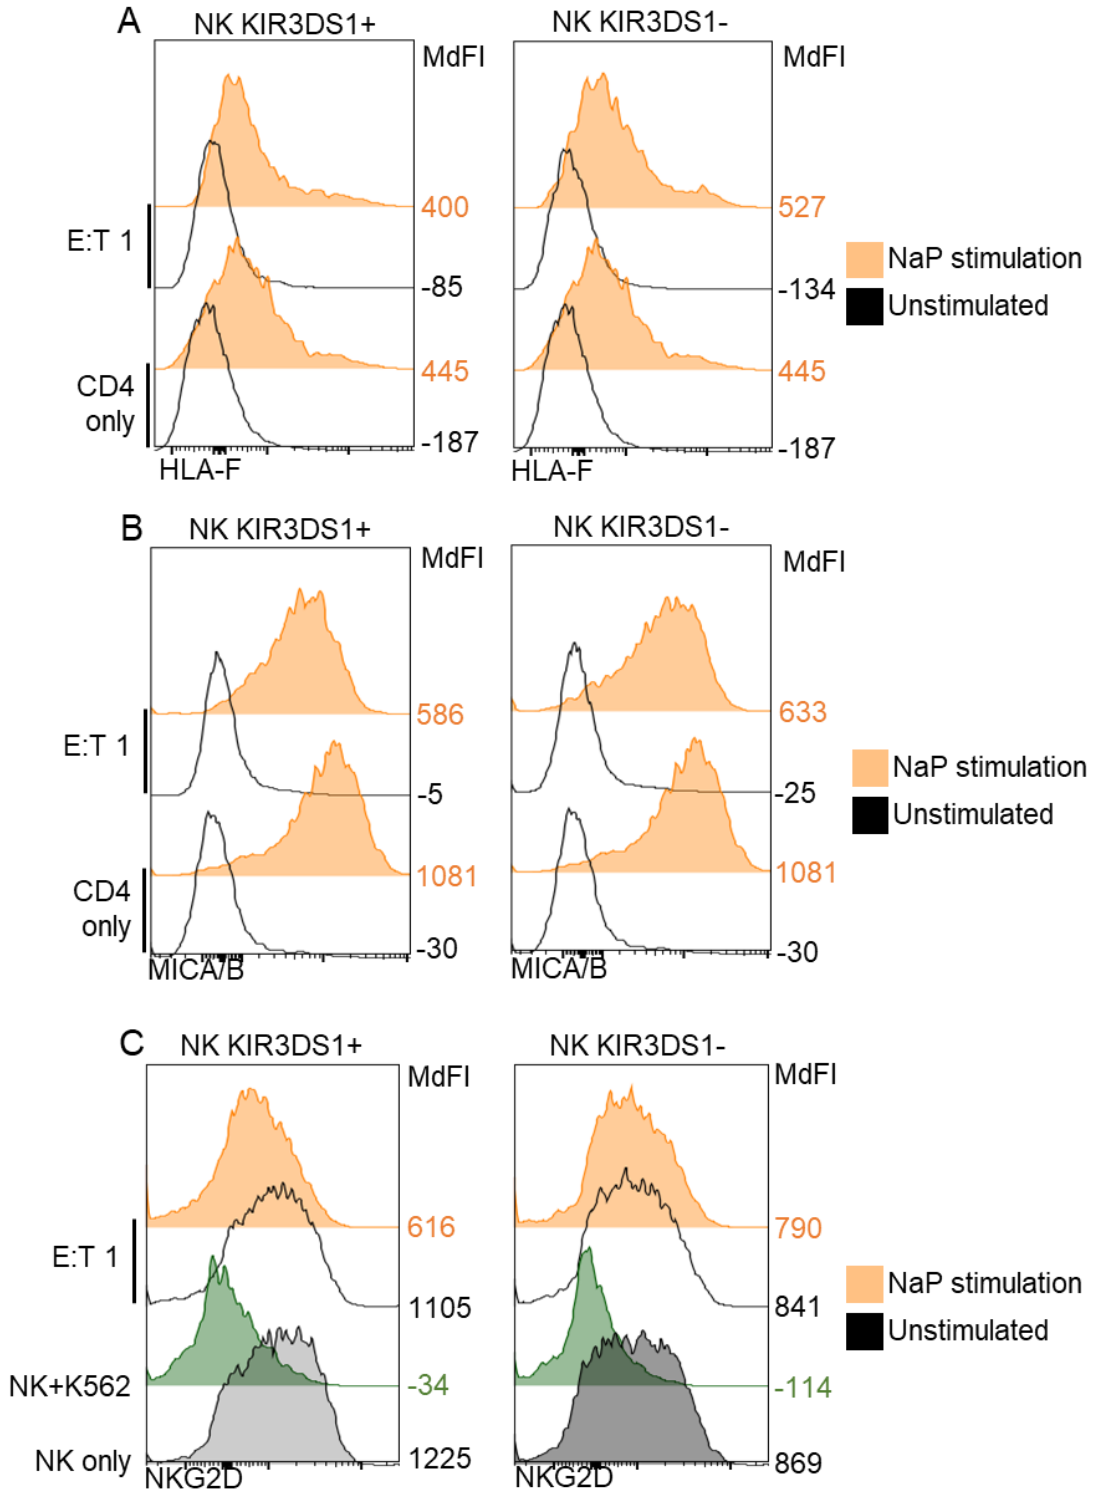 A
NK KIR3DS1+
NK KIR3DS1-
MdFI
MdFI
E:T 1
400
-85
527
-134
CD4
only
445
-187
445
-187
HLA-F
HLA-F
NaP stimulation
Unstimulated
B
NK KIR3DS1+
NK KIR3DS1-
MdFI
MdFI
E:T 1
586
-5
633
-25
CD4
only
1081
-30
1081
-30
MICA/B
MICA/B
NaP stimulation
Unstimulated
C
NK KIR3DS1+
NK KIR3DS1-
MdFI
MdFI
E:T 1
616
1105
790
841
NK+K562
-34
-114
NK only
1225
869
NKG2D
NKG2D
NaP stimulation
Unstimulated